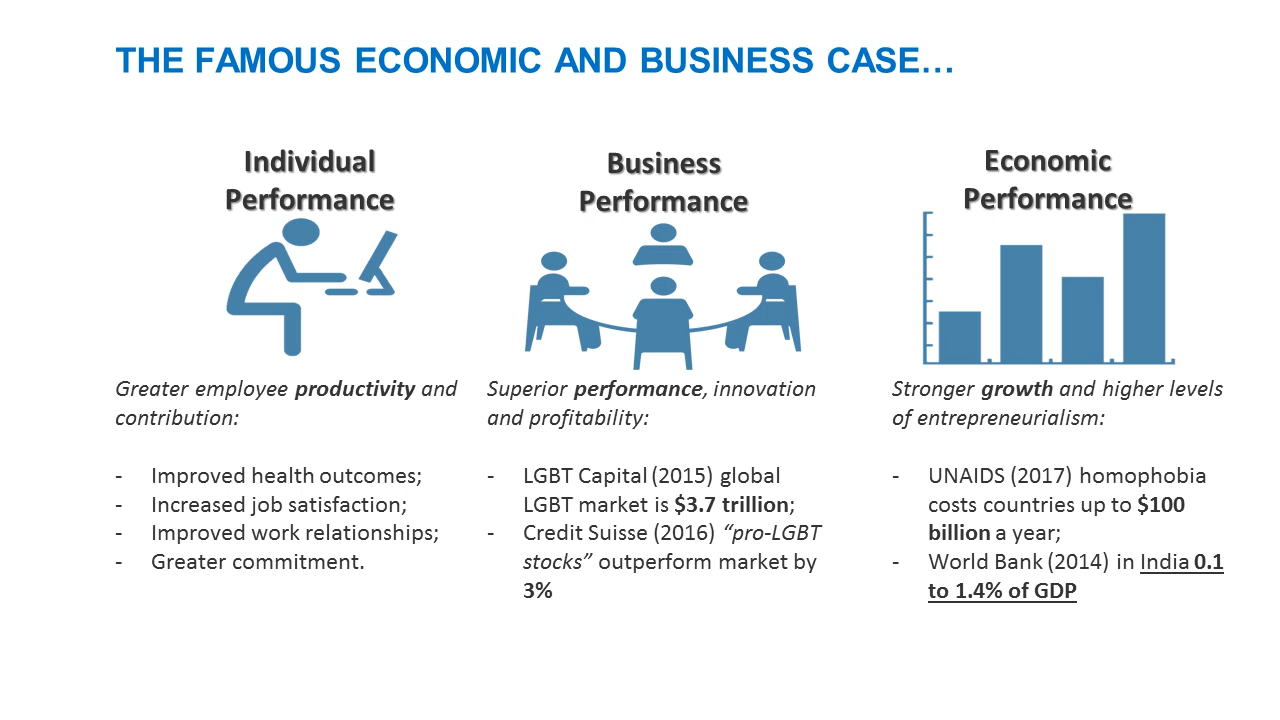 THE FAMOUS ECONOMIC AND BUSINESS CASE…
Individual
Performance
Greater employee productivity and
contribution:
- Improved health outcomes;
- Increased job satisfaction;
- Improved work relationships;
- Greater commitment.
Business
Performance
Superior performance, innovation
and profitability:
- LGBT Capital (2015) global
LGBT market is $3.7 trillion;
- Credit Suisse (2016) “pro-LGBT
stocks” outperform market by
3%
Economic
Performance
Stronger growth and higher levels
of entrepreneurialism:
- UNAIDS (2017) homophobia
costs countries up to $100
billion a year;
- World Bank (2014) in India 0.1
to 1.4% of GDP